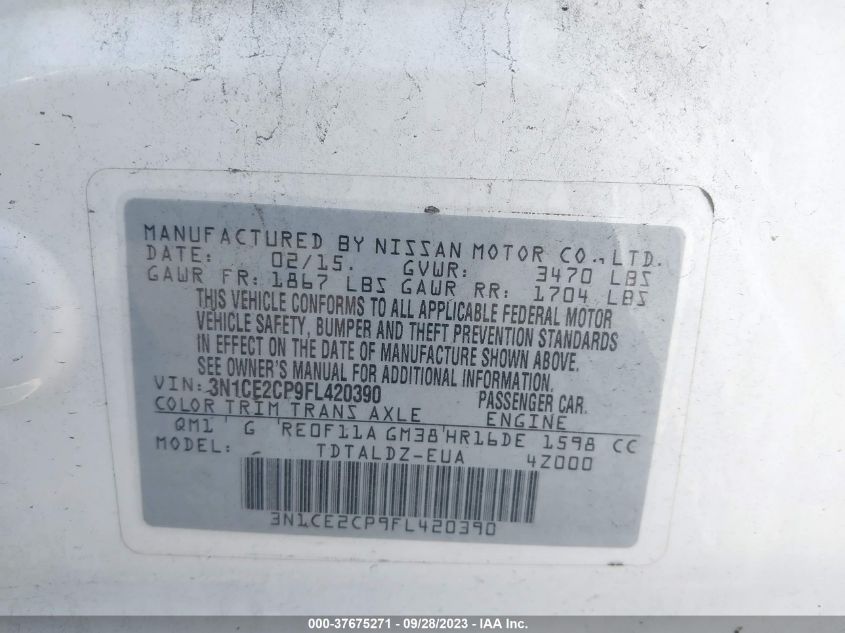 MANUFACTURED BY NISSAN MOTOR CO., LTD.
DATE: 02/15. GVWR: 3470 LBS
GAWR FR: 1867 LBS GAWR RR: 1704 LBS
THIS VEHICLE CONFORMS TO ALL APPLICABLE FEDERAL MOTOR
VEHICLE SAFETY, BUMPER AND THEFT PREVENTION STANDARDS
IN EFFECT ON THE DATE OF MANUFACTURE SHOWN ABOVE.
SEE OWNER'S MANUAL FOR ADDITIONAL INFORMATION.
VIN: 3N1CE2CP9FL420390 PASSENGER CAR.
COLOR TRIM TRANS AXLE ENGINE
QM1 G RE0F11A GM38 HR16DE 1598 CC
MODEL: TDTALDZ-EUA 4Z000
3N1CE2CP9FL420390
000-37675271 - 09/28/2023 - IAA Inc.